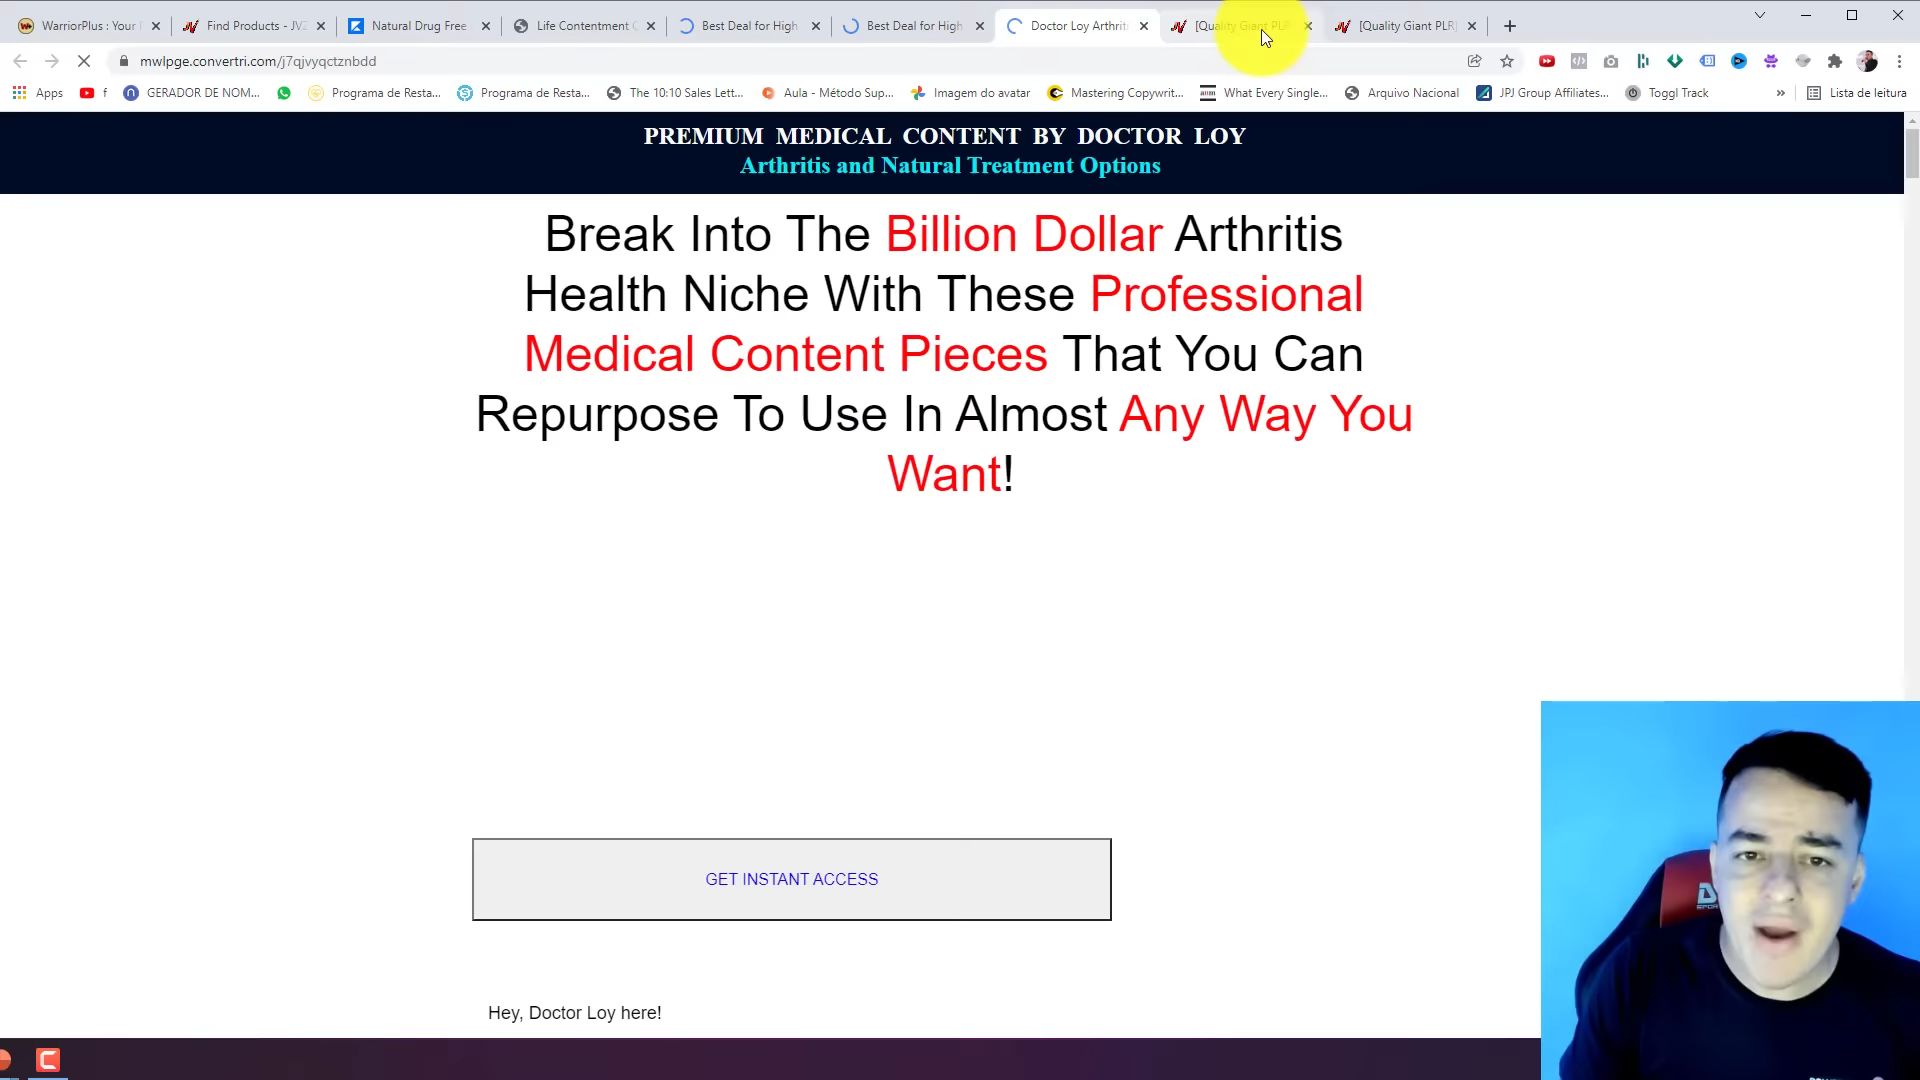 WarriorPlus : Your
Find Products - JVZ
Natural Drug Free
Life Contentment C
Best Deal for High
Best Deal for High
Doctor Loy Arthriti
[Quality Giant PLR
[Quality Giant PLR]
mwlpge.convertri.com/j7qjvyqctznbdd
Apps
f
GERADOR DE NOM...
Programa de Resta...
Programa de Resta...
The 10:10 Sales Lett...
Aula - Método Sup...
Imagem do avatar
Mastering Copywrit...
What Every Single...
Arquivo Nacional
JPJ Group Affiliates...
Toggl Track
»
Lista de leitura
PREMIUM MEDICAL CONTENT BY DOCTOR LOY
Arthritis and Natural Treatment Options
Break Into The Billion Dollar Arthritis
Health Niche With These Professional
Medical Content Pieces That You Can
Repurpose To Use In Almost Any Way You
Want!
GET INSTANT ACCESS
Hey, Doctor Loy here!